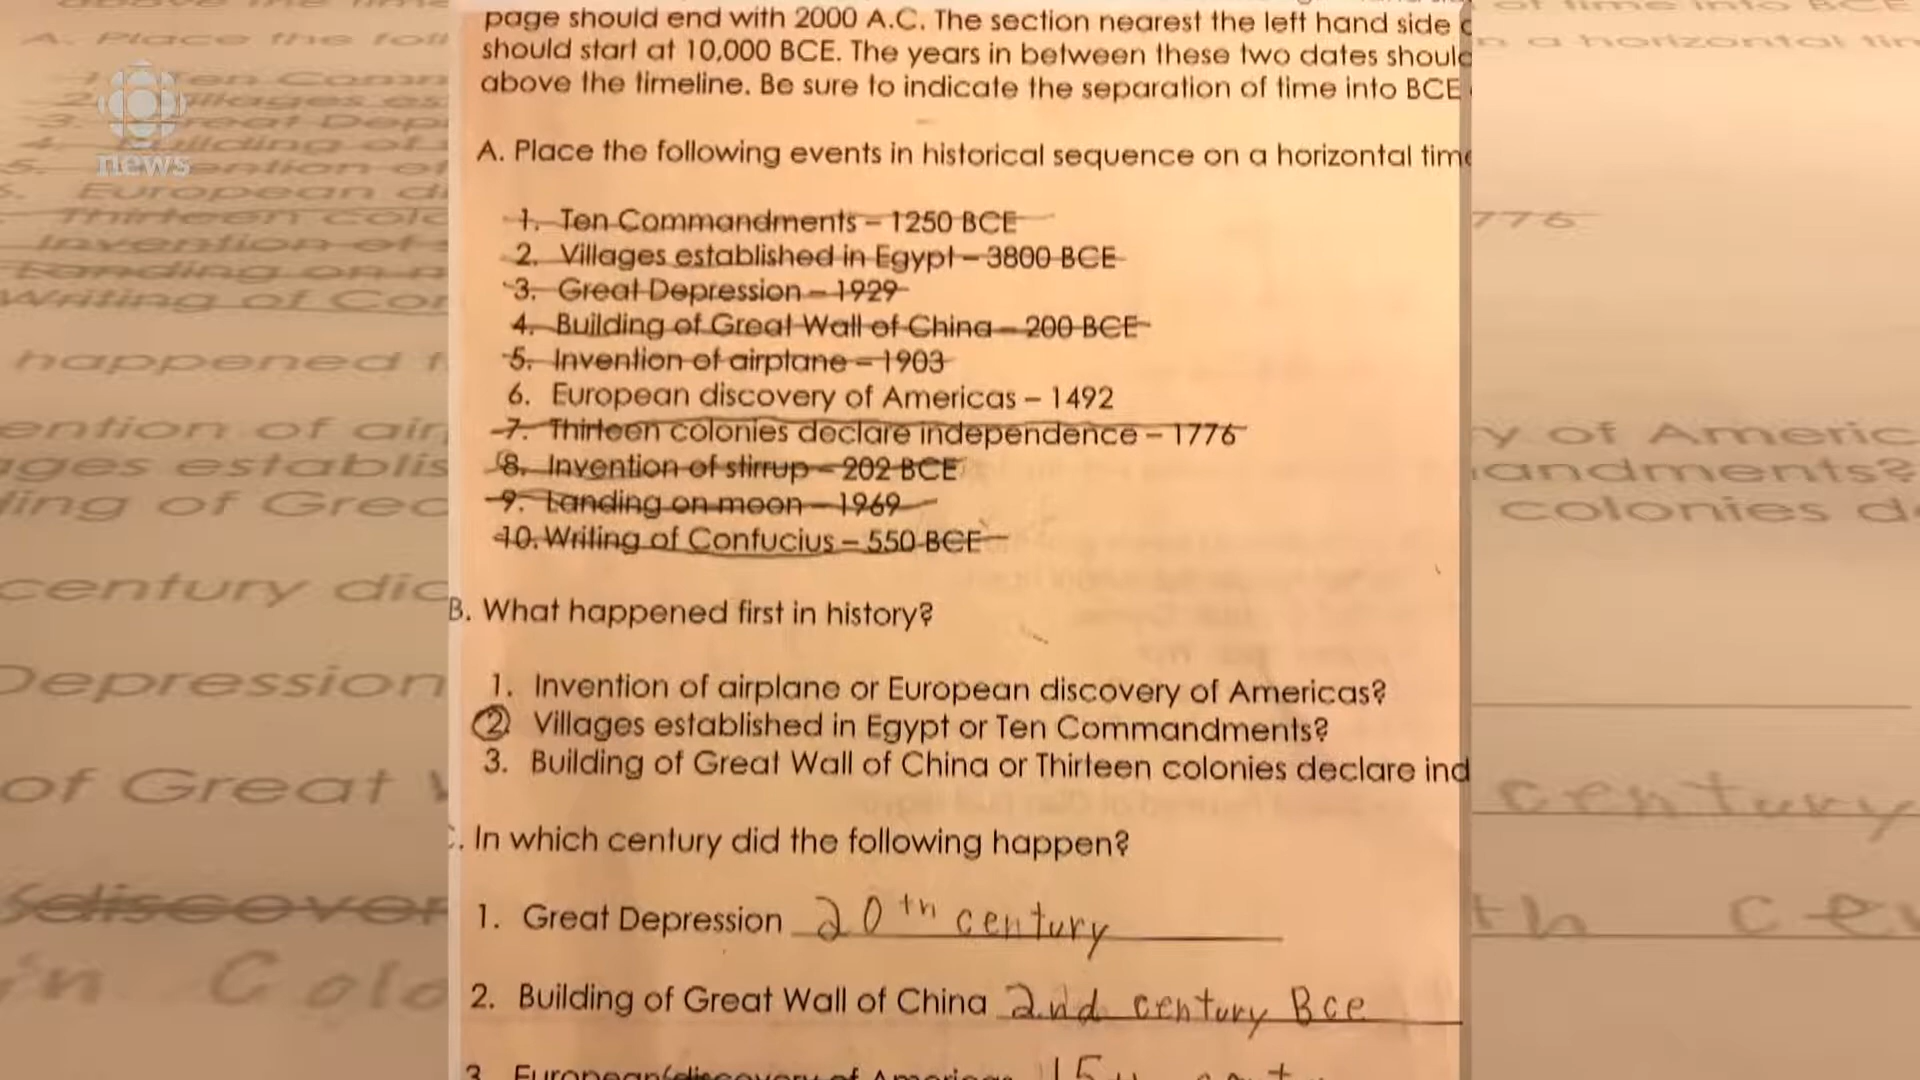 news
page should end with 2000 A.C. The section nearest the left hand side
should start at 10,000 BCE. The years in between these two dates should
above the timeline. Be sure to indicate the separation of time into BCE
A. Place the following events in historical sequence on a horizontal time
1. Ten Commandments – 1250 BCE
2. Villages established in Egypt – 3800 BCE
3. Great Depression – 1929
4. Building of Great Wall of China – 200 BCE
5. Invention of airplane – 1903
6. European discovery of Americas – 1492
7. Thirteen colonies declare independence – 1776
8. Invention of stirrup – 202 BCE
9. Landing on moon – 1969
10. Writing of Confucius – 550 BCE
B. What happened first in history?
1. Invention of airplane or European discovery of Americas?
2. Villages established in Egypt or Ten Commandments?
3. Building of Great Wall of China or Thirteen colonies declare ind
C. In which century did the following happen?
1. Great Depression 20th century
2. Building of Great Wall of China 2nd century Bce
3. European discovery of Americas